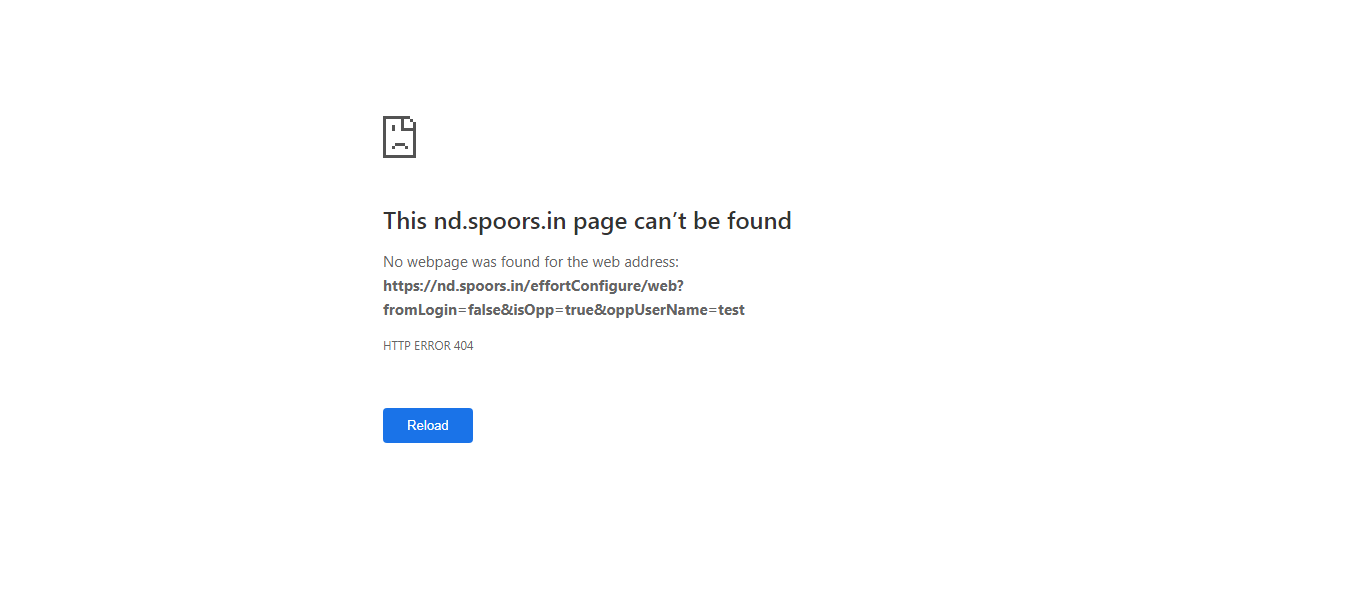 This nd.spoors.in page can’t be found
No webpage was found for the web address:
https://nd.spoors.in/effortConfigure/web?
fromLogin=false&isOpp=true&oppUserName=test
HTTP ERROR 404
Reload